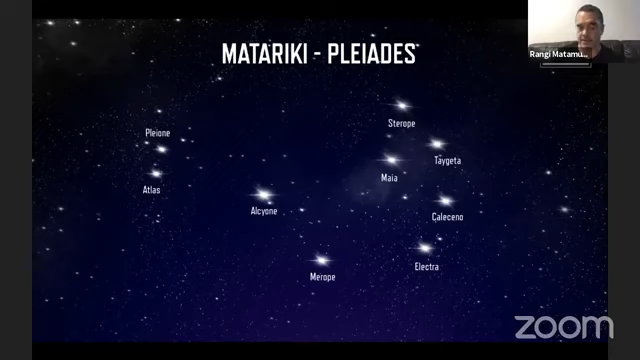 MATARIKI - PLEIADES
Rangi Matamu...
Sterope
Pleione
Taygeta
Maia
Atlas
Caleceno
Alcyone
Electra
Merope
zoom